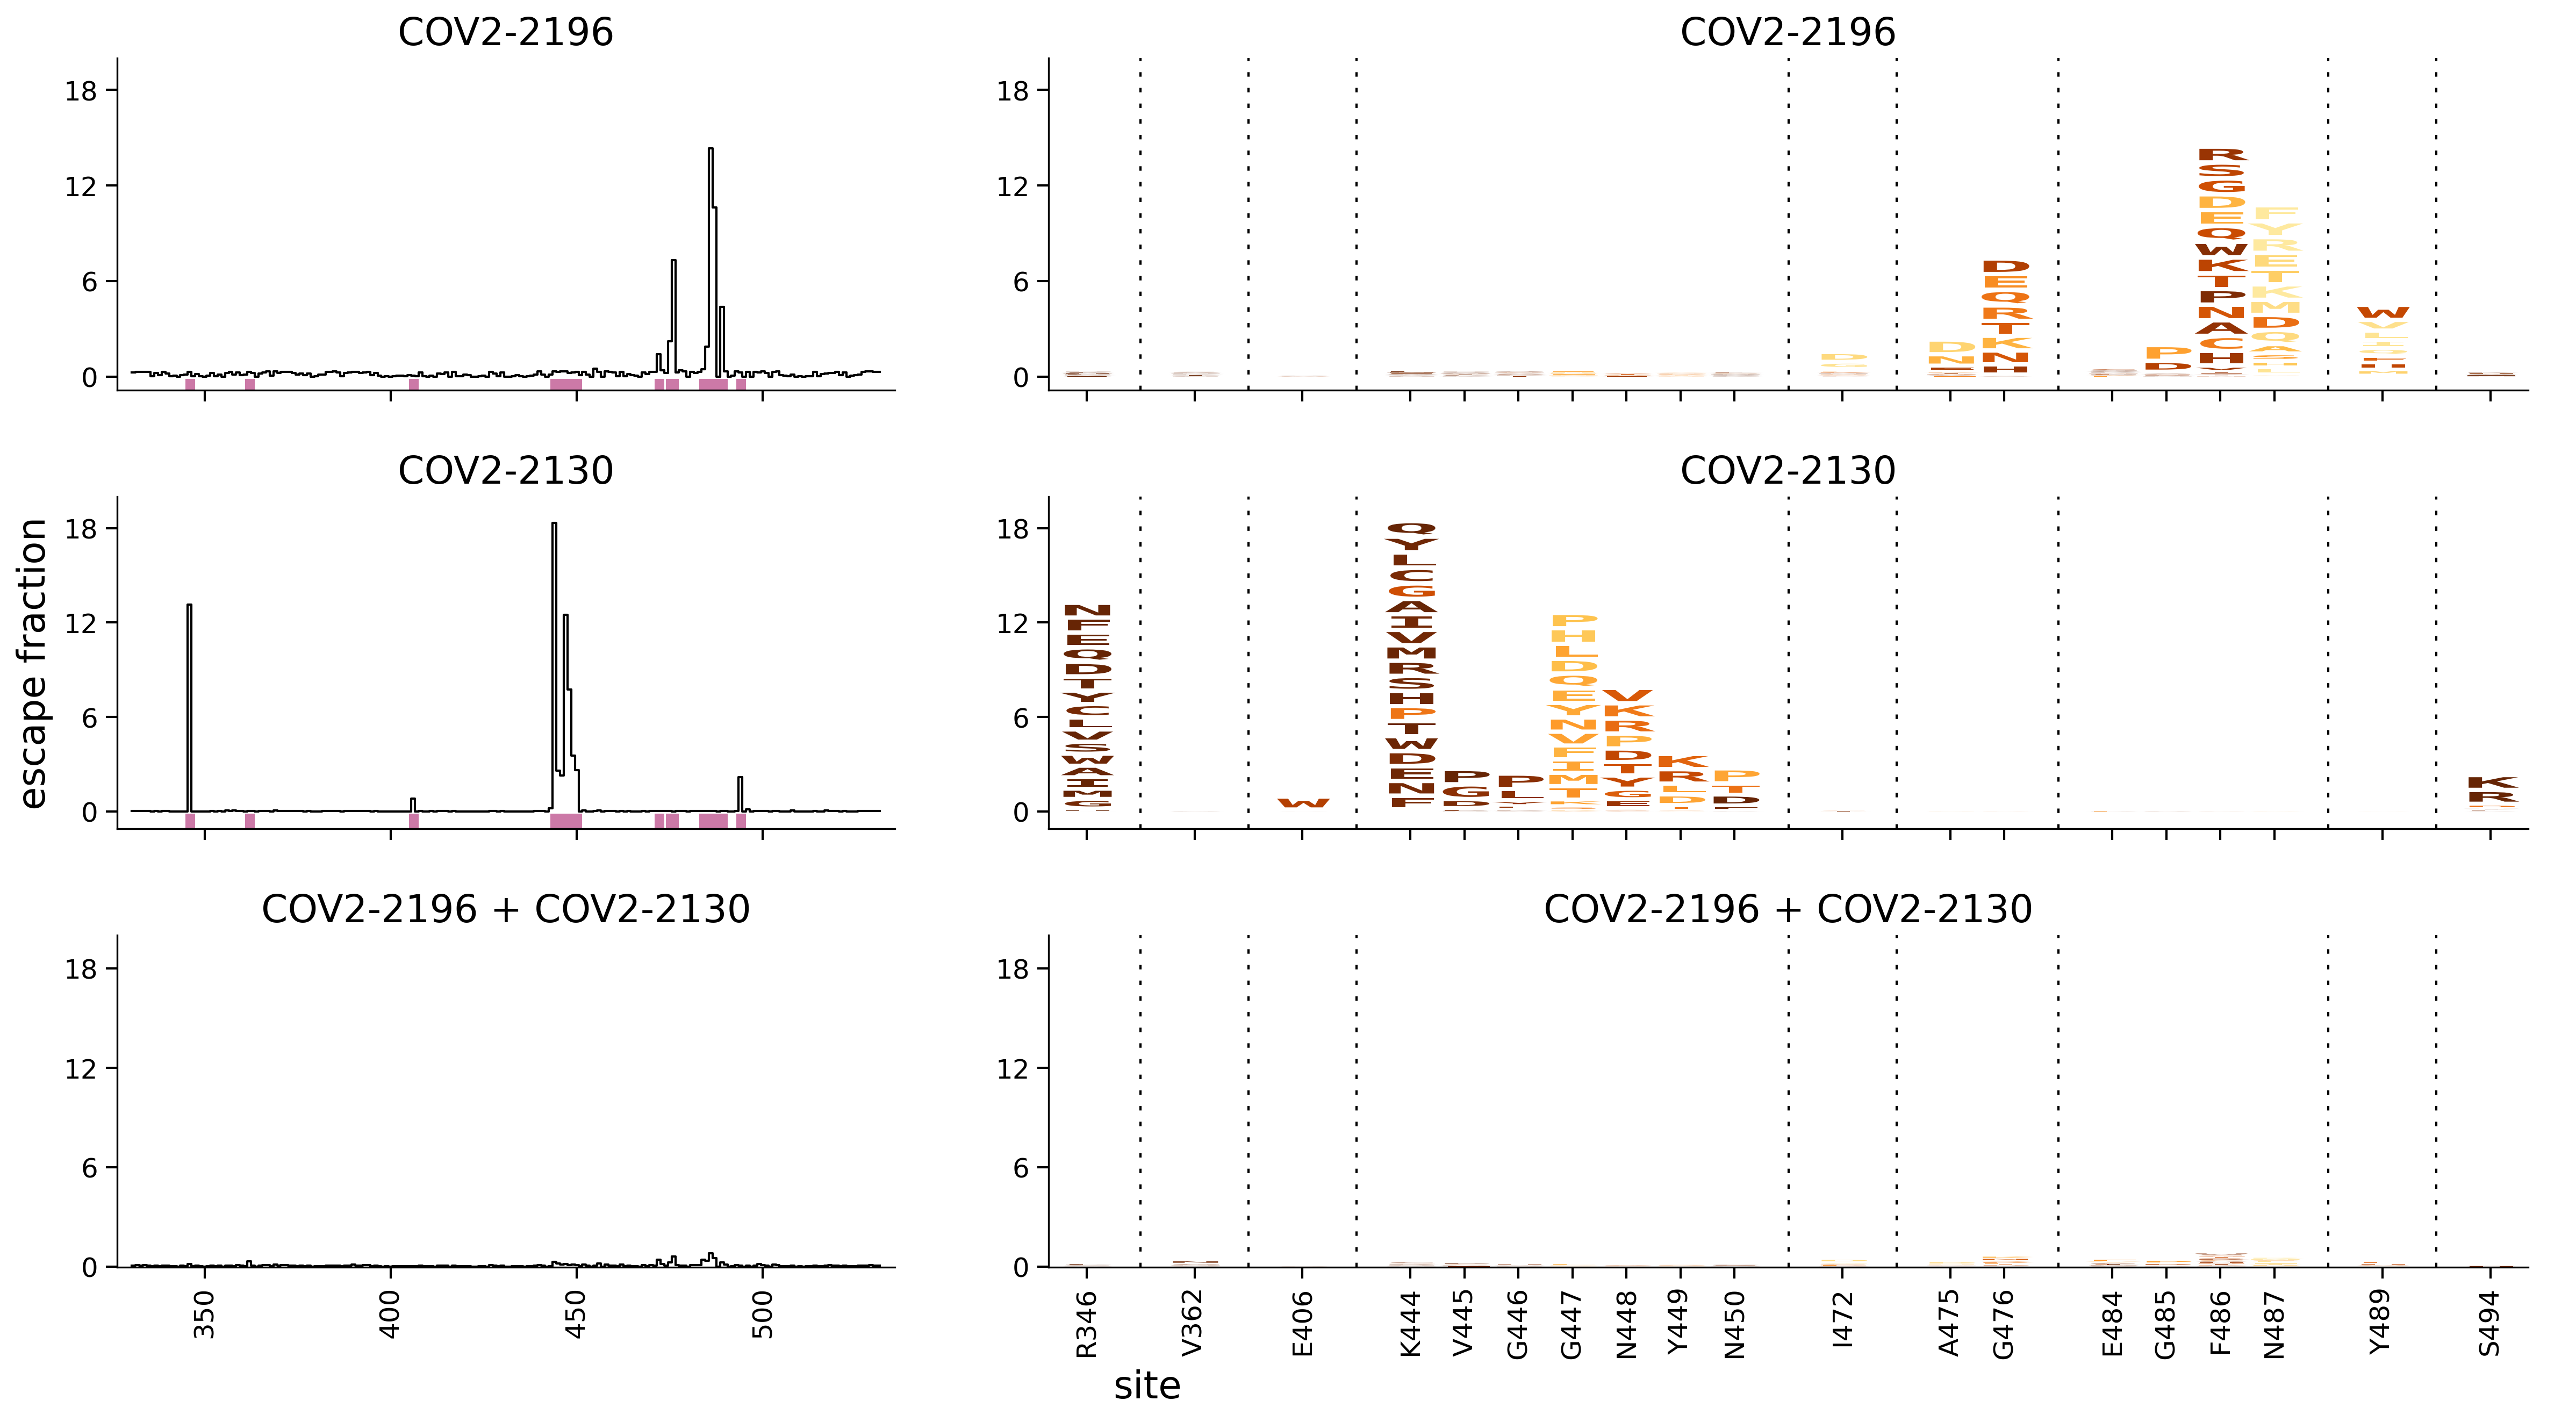 COV2-2196
COV2-2196
18
12
6
0
18
12
6
0
R
S
G
D
E
Q
W
K
T
P
N
A
C
H
F
Y
R
E
T
K
M
D
Q
A
D
E
Q
R
T
K
N
H
D
N
P
D
W
COV2-2130
COV2-2130
escape fraction
18
12
6
0
18
12
6
0
N
F
E
Q
D
T
Y
C
L
V
S
W
A
I
M
G
W
Q
Y
L
C
G
A
I
V
M
R
S
H
P
T
W
D
E
N
F
P
G
D
P
L
P
H
L
D
Q
E
Y
N
V
F
I
M
T
K
V
K
R
P
D
T
Y
G
E
K
R
L
D
P
T
D
K
R
COV2-2196 + COV2-2130
COV2-2196 + COV2-2130
18
12
6
0
18
12
6
0
350
400
450
500
R346
V362
E406
K444
V445
G446
G447
N448
Y449
N450
I472
A475
G476
E484
G485
F486
N487
Y489
S494
site